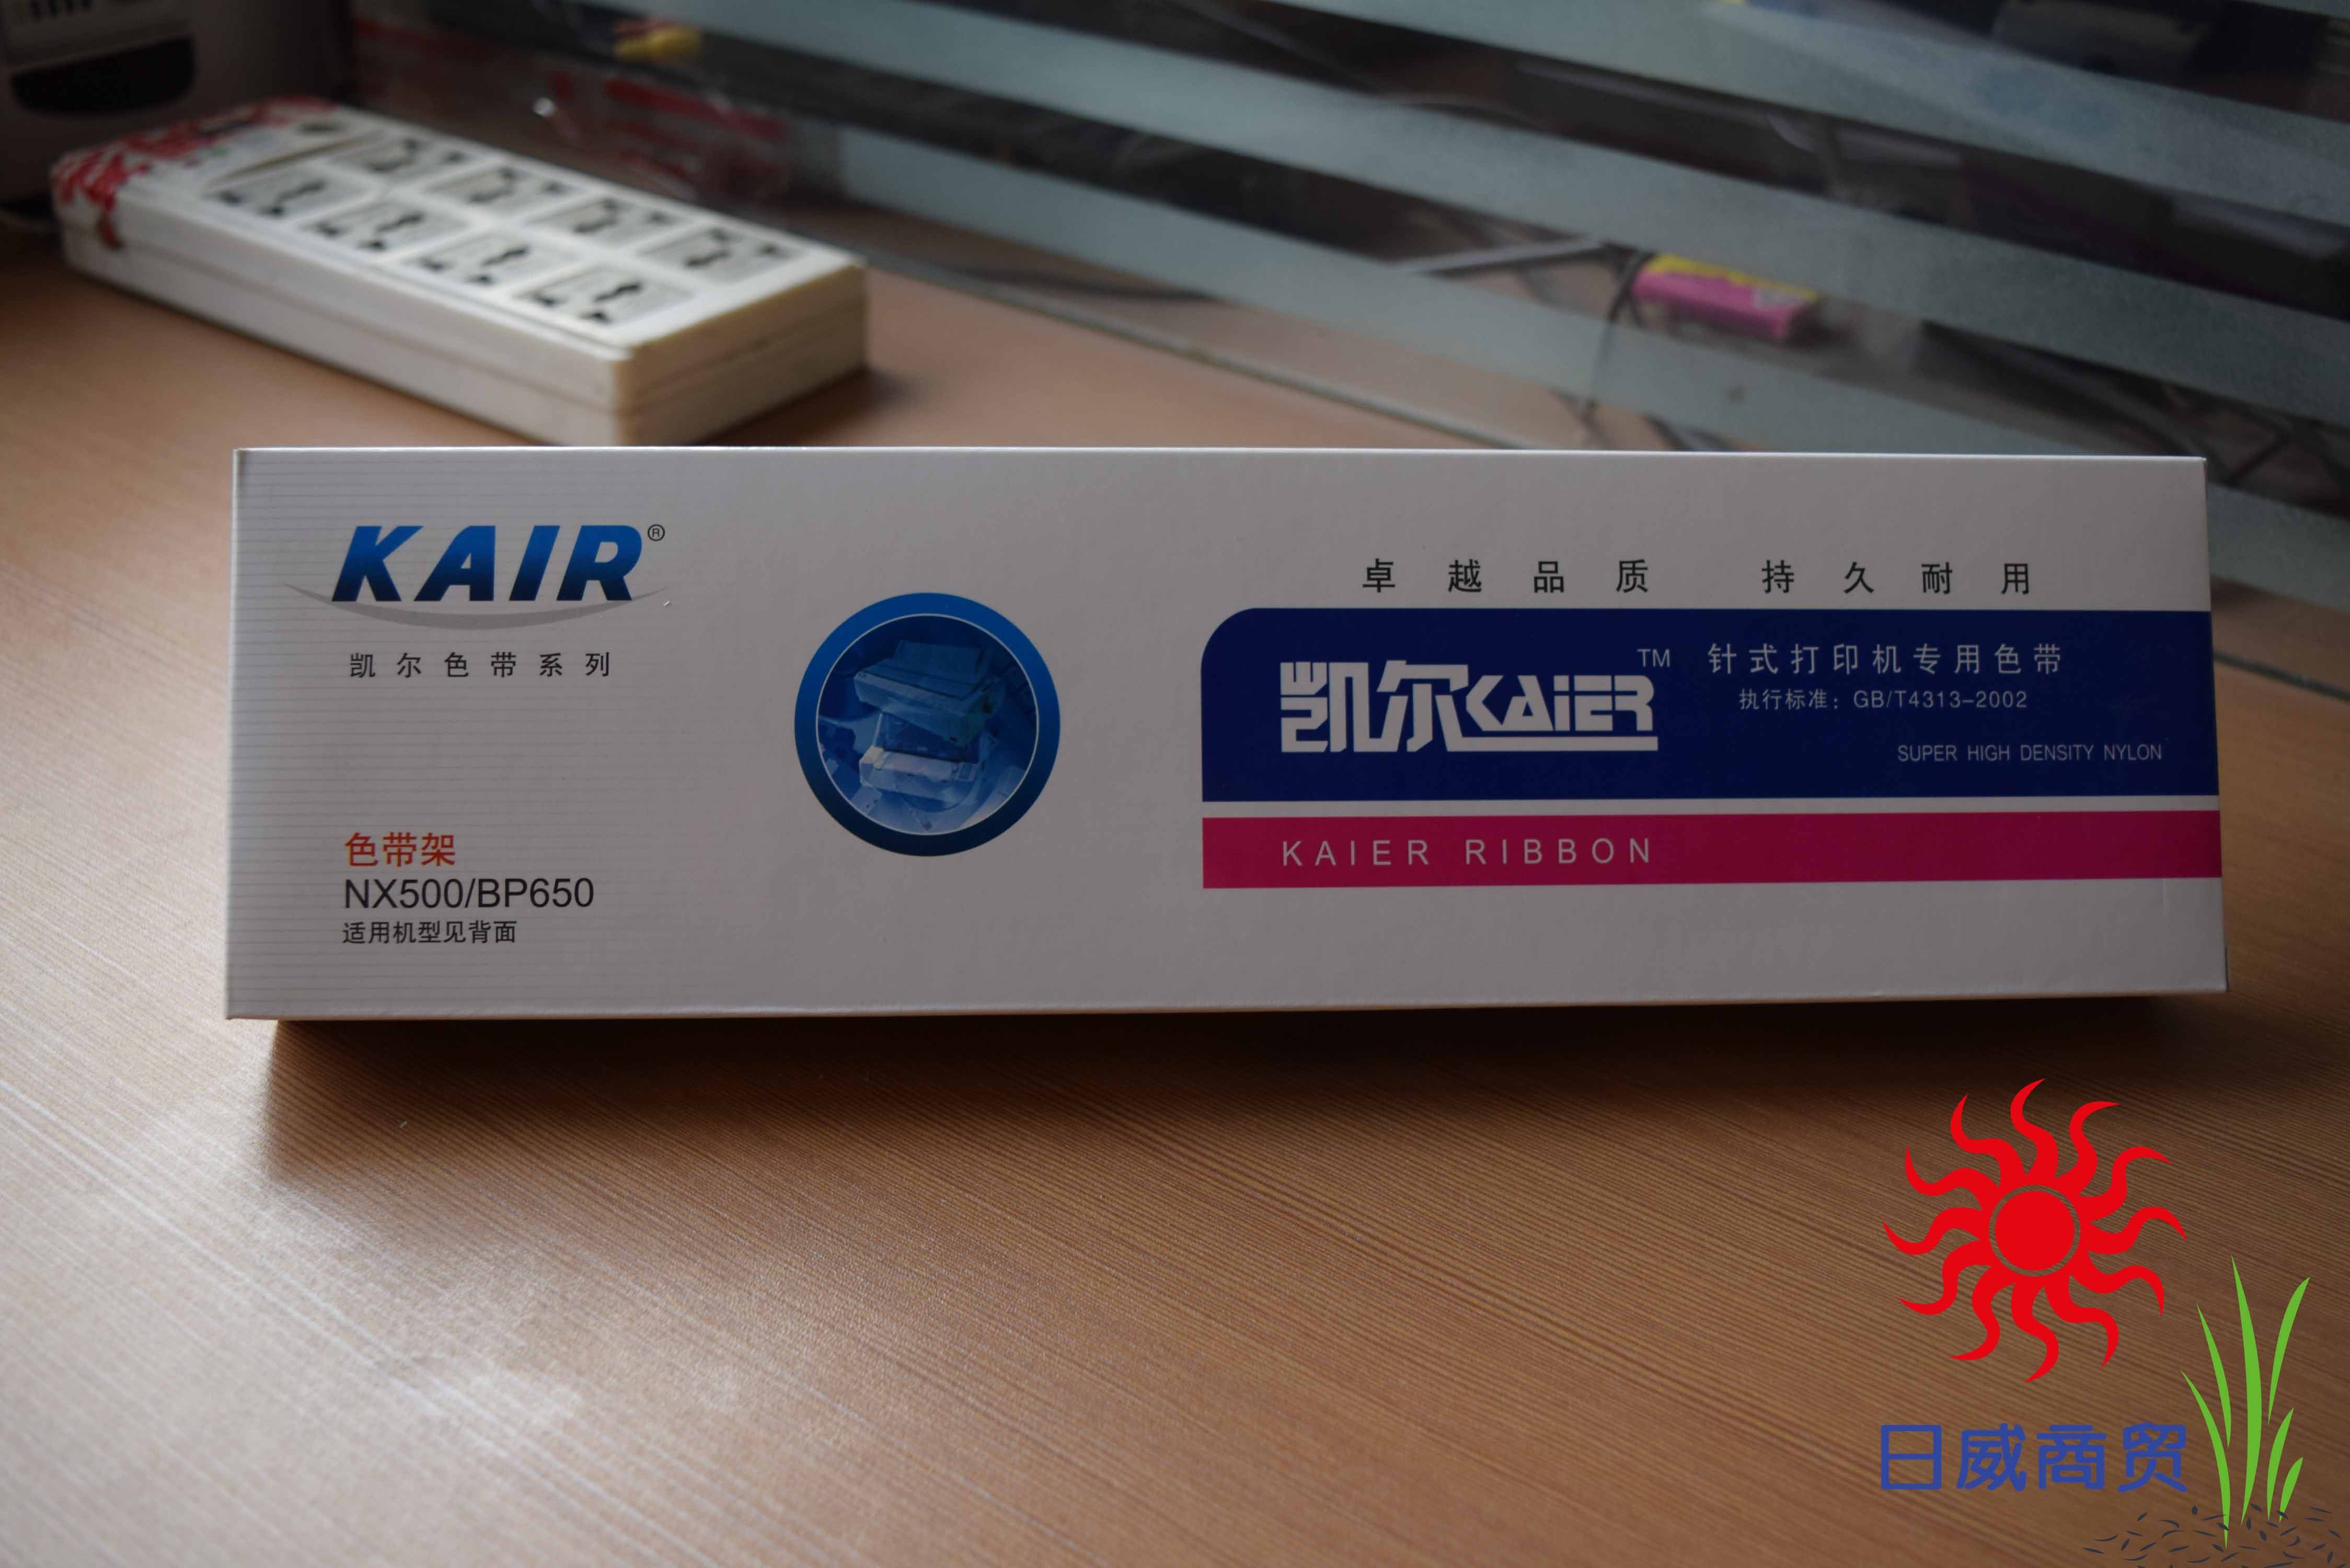 KAIR®
凯尔色带系列
色带架
NX500/BP650
适用机型见背面
卓越品质 持久耐用
凯尔KAIER™
针式打印机专用色带
执行标准：GB/T4313-2002
SUPER HIGH DENSITY NYLON
KAIER RIBBON
日威商贸